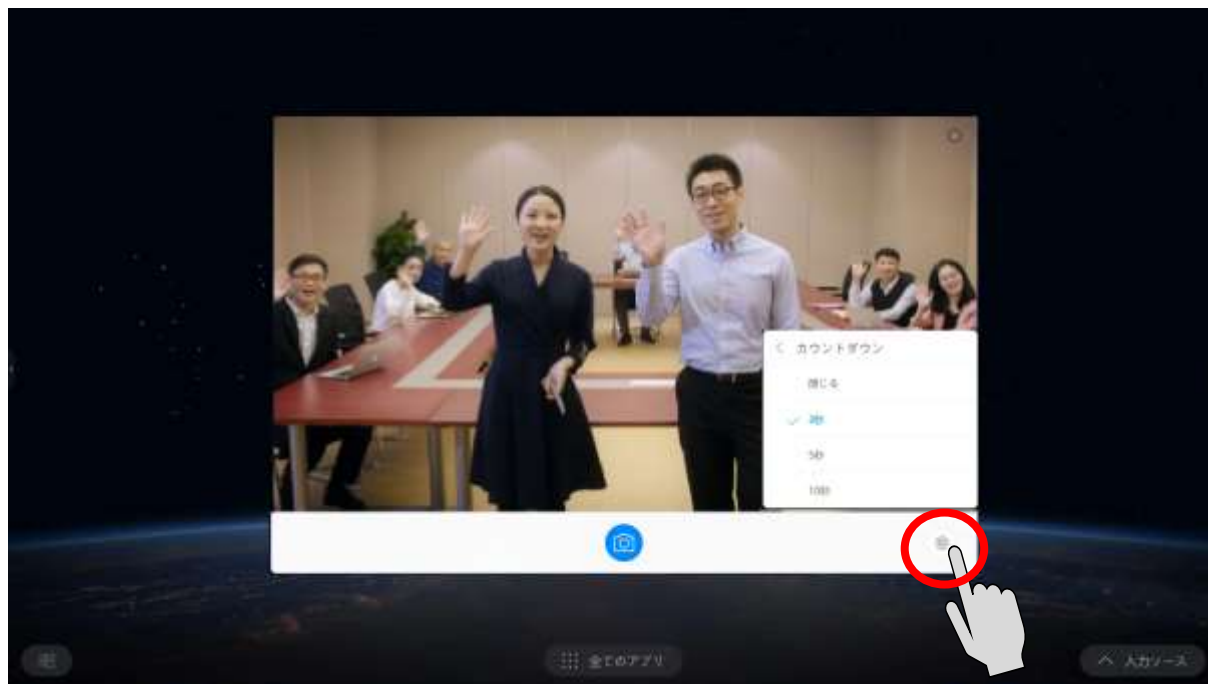 カウントダウン
閉じる
3秒
5秒
10秒
全てのアプリ
入力ソース